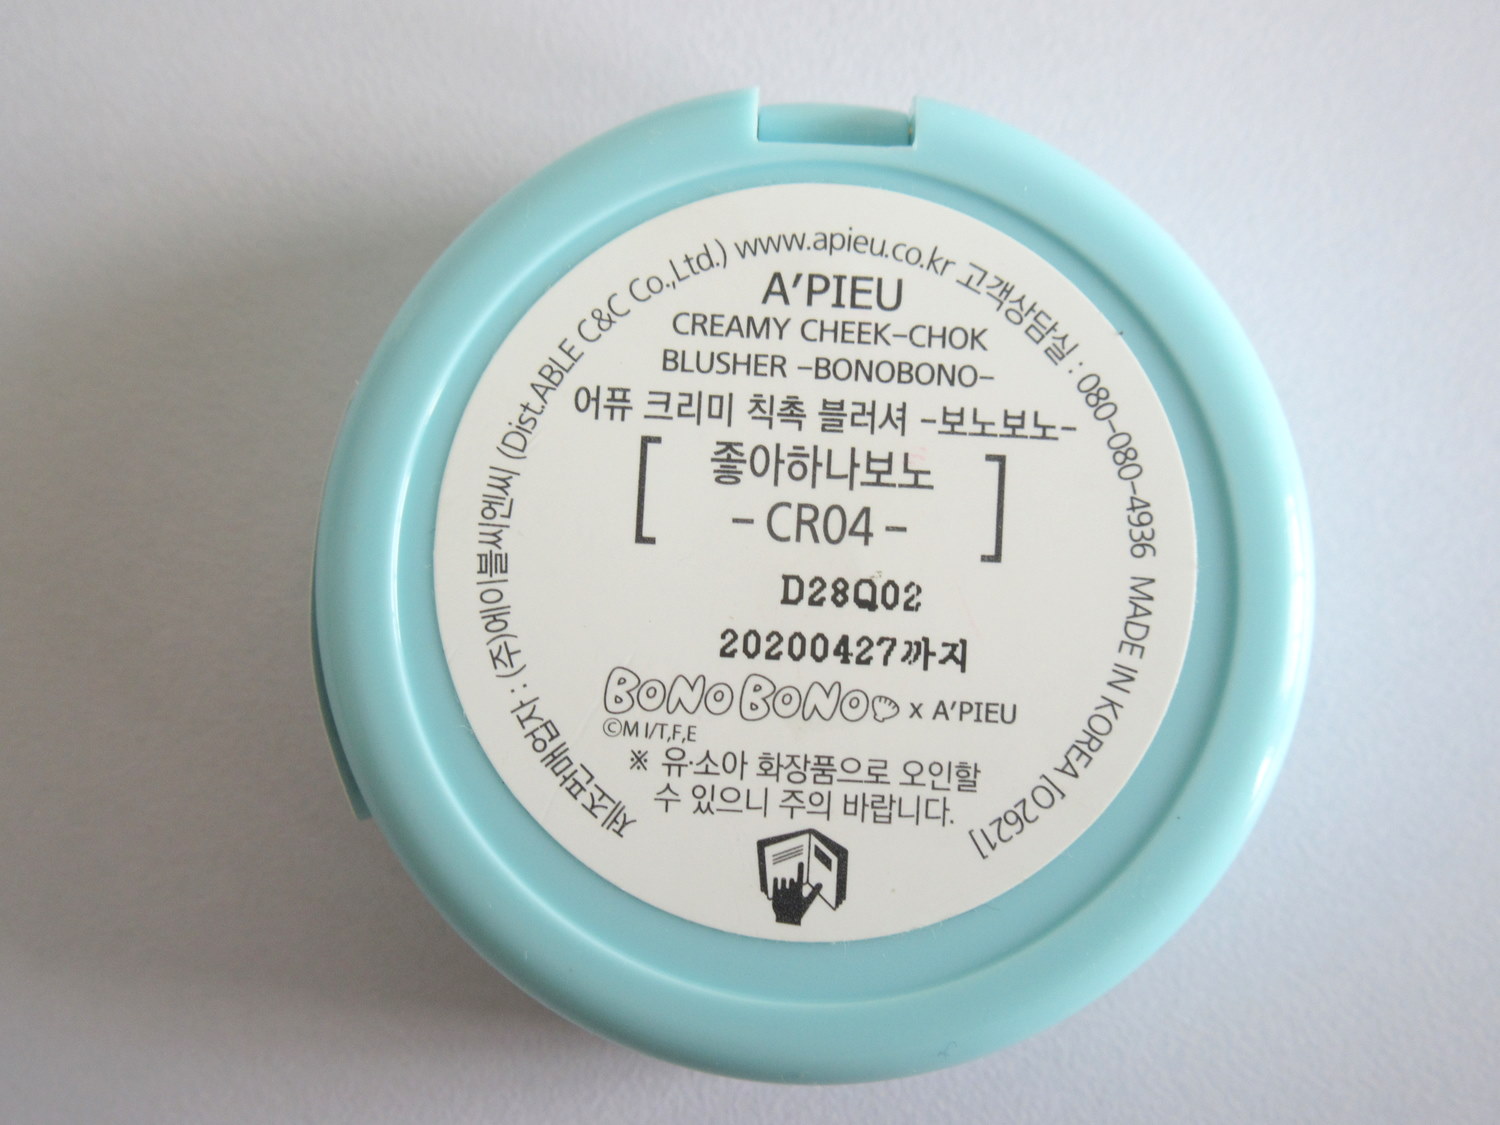 제조판매업자 : (주)에이블씨엔씨 (Dist.ABLE C&C Co.,Ltd.) www.apieu.co.kr 고객상담실 : 080-080-4936 MADE IN KOREA [O2621]
A'PIEU
CREAMY CHEEK-CHOK
BLUSHER -BONOBONO-
어퓨 크리미 칙촉 블러셔 -보노보노-
[ 좋아하나보노
- CR04 - ]
D28Q02
20200427까지
BONOBONO x A'PIEU
©M I/T,F,E
※ 유·소아 화장품으로 오인할
수 있으니 주의 바랍니다.